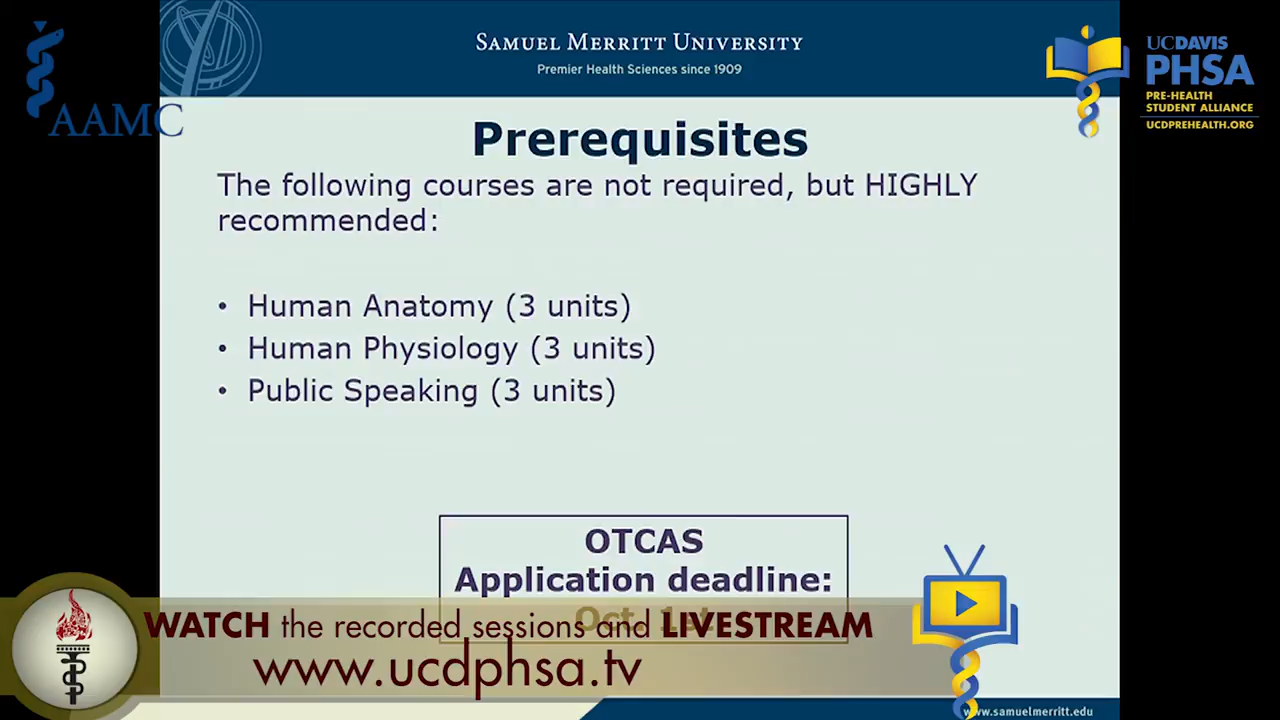 SAMUEL MERRITT UNIVERSITY
Premier Health Sciences since 1909
AAMC
UCDAVIS
PHSA
PRE-HEALTH
STUDENT ALLIANCE
UCDPREHEALTH.ORG
Prerequisites
The following courses are not required, but HIGHLY
recommended:
• Human Anatomy (3 units)
• Human Physiology (3 units)
• Public Speaking (3 units)
OTCAS
Application deadline:
Oct. 1st
WATCH the recorded sessions and LIVESTREAM
www.ucdphsa.tv
www.samuelmerritt.edu